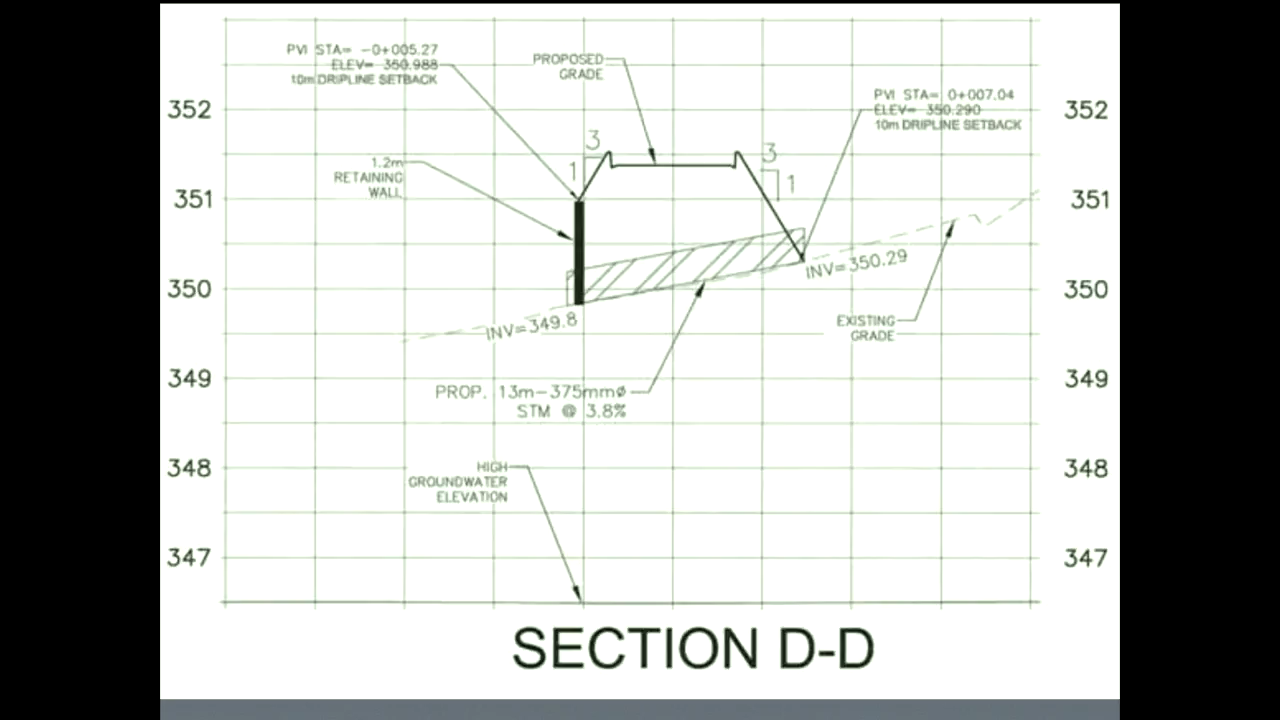 PVI STA= -0+005.27
ELEV= 350.988
10m DRIPLINE SETBACK
PROPOSED
GRADE
PVI STA= 0+007.04
ELEV= 350.290
10m DRIPLINE SETBACK
352
352
3
1
3
1
1.2m
RETAINING
WALL
351
351
INV=350.29
350
350
INV=349.8
EXISTING
GRADE
349
349
PROP. 13m-375mmø
STM @ 3.8%
348
348
HIGH
GROUNDWATER
ELEVATION
347
347
SECTION D-D